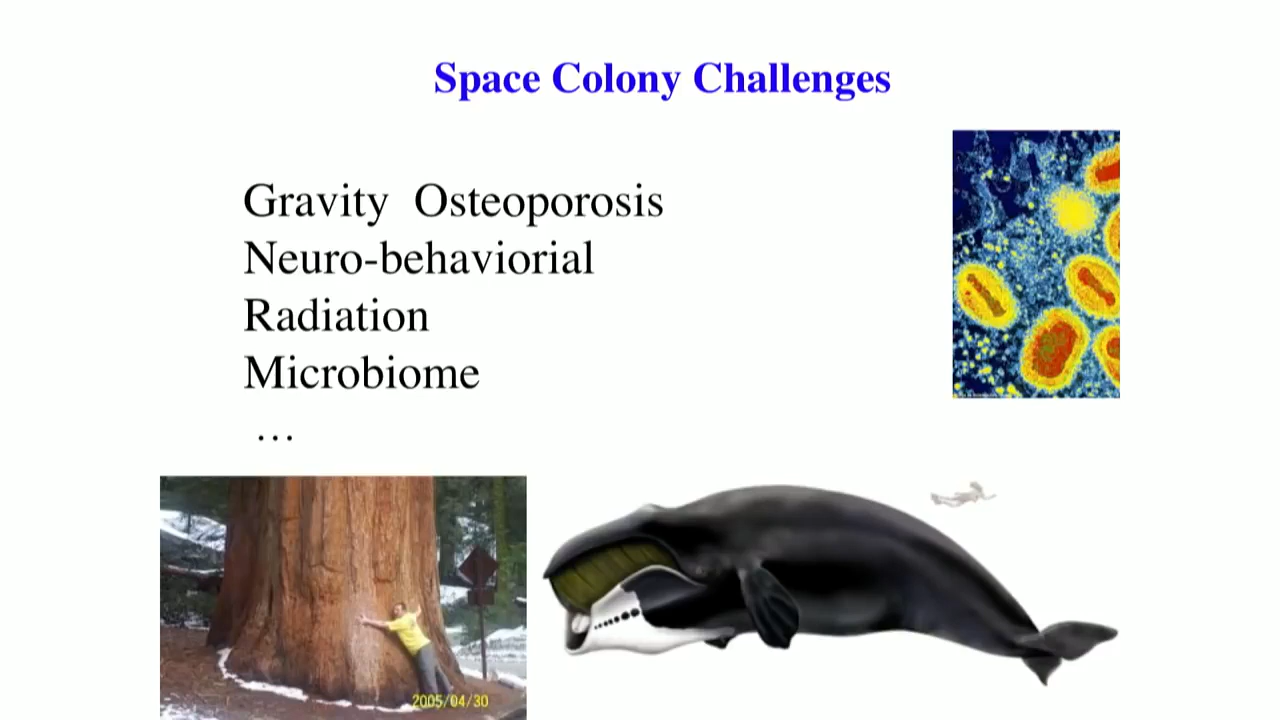 Space Colony Challenges
Gravity Osteoporosis
Neuro-behaviorial
Radiation
Microbiome
…
2005/04/30